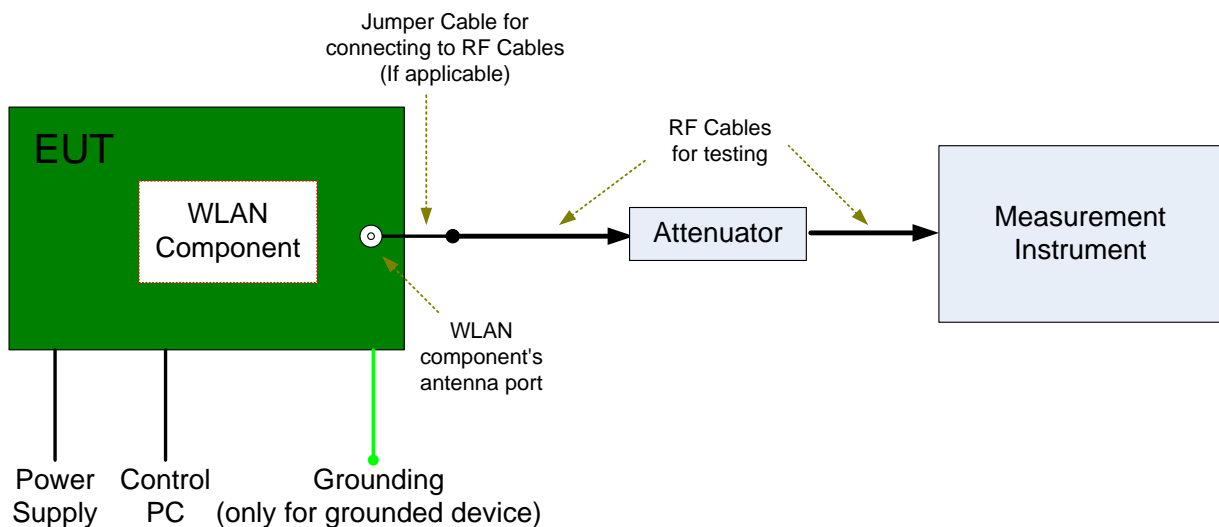 Jumper Cable for
connecting to RF Cables
(If applicable)
EUT
WLAN
Component
RF Cables
for testing
Attenuator
Measurement
Instrument
WLAN
component's
antenna port
Power
Supply
Control
PC
Grounding
(only for grounded device)